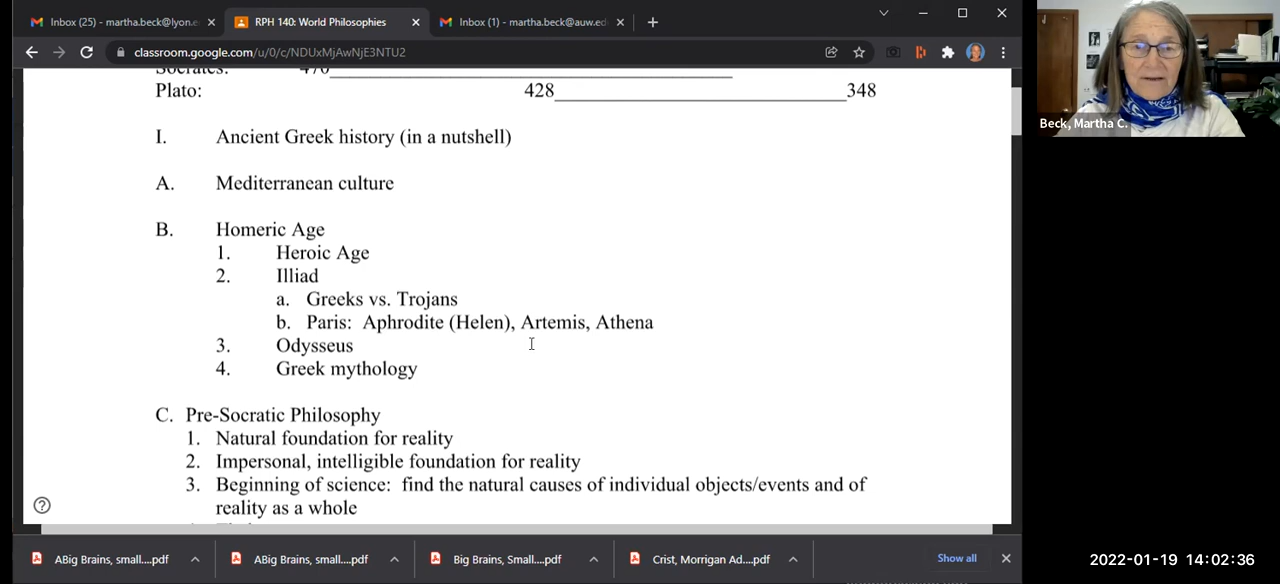 Inbox (25) - martha.beck@lyon.e
RPH 140: World Philosophies
Inbox (1) - martha.beck@auw.ed
classroom.google.com/u/0/c/NDUxMjAwNjE3NTU2
Beck, Martha C.
Socrates: 470
Plato: 428 348
I. Ancient Greek history (in a nutshell)
A. Mediterranean culture
B. Homeric Age
1. Heroic Age
2. Illiad
a. Greeks vs. Trojans
b. Paris: Aphrodite (Helen), Artemis, Athena
3. Odysseus
4. Greek mythology
C. Pre-Socratic Philosophy
1. Natural foundation for reality
2. Impersonal, intelligible foundation for reality
3. Beginning of science: find the natural causes of individual objects/events and of
reality as a whole
ABig Brains, small....pdf
ABig Brains, small....pdf
Big Brains, Small....pdf
Crist, Morrigan Ad....pdf
Show all
2022-01-19 14:02:36